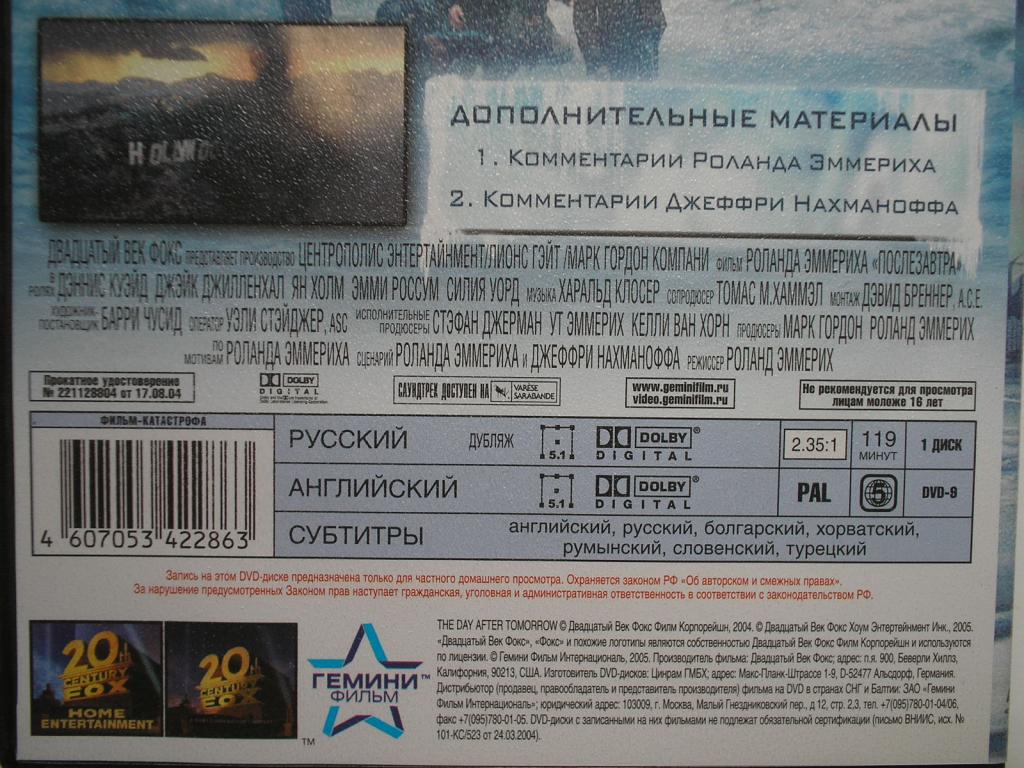 HOLLYWO
ДОПОЛНИТЕЛЬНЫЕ МАТЕРИАЛЫ
1. КОММЕНТАРИИ РОЛАНДА ЭММЕРИХА
2. КОММЕНТАРИИ ДЖЕФФРИ НАХМАНОФФА
ДВАДЦАТЫЙ ВЕК ФОКС ПРЕДСТАВЛЯЕТ ПРОИЗВОДСТВО ЦЕНТРОПОЛИС ЭНТЕРТАЙНМЕНТ/ЛИОНС ГЭЙТ /МАРК ГОРДОН КОМПАНИ ФИЛЬМ РОЛАНДА ЭММЕРИХА «ПОСЛЕЗАВТРА»
В РОЛЯХ ДЭННИС КУЭЙД ДЖЭЙК ДЖИЛЛЕНХАЛ ЯН ХОЛМ ЭММИ РОССУМ СИЛИЯ УОРД МУЗЫКА ХАРАЛЬД КЛОСЕР СОПРОДЮСЕР ТОМАС М.ХАММЭЛ МОНТАЖ ДЭВИД БРЕННЕР, A.C.E.
ХУДОЖНИК-ПОСТАНОВЩИК БАРРИ ЧУСИД ОПЕРАТОР УЭЛИ СТЭЙДЖЕР, ASC ИСПОЛНИТЕЛЬНЫЕ ПРОДЮСЕРЫ СТЭФАН ДЖЕРМАН УТ ЭММЕРИХ КЕЛЛИ ВАН ХОРН ПРОДЮСЕРЫ МАРК ГОРДОН РОЛАНД ЭММЕРИХ
ПО МОТИВАМ РОЛАНДА ЭММЕРИХА СЦЕНАРИЙ РОЛАНДА ЭММЕРИХА И ДЖЕФФРИ НАХМАНОФФА РЕЖИССЕР РОЛАНД ЭММЕРИХ
Прокатное удостоверение
№ 221128804 от 17.08.04
DOLBY
DIGITAL
САУНДТРЕК ДОСТУПЕН НА VARÈSE SARABANDE
www.geminifilm.ru
video.geminifilm.ru
Не рекомендуется для просмотра
лицам моложе 16 лет
ФИЛЬМ-КАТАСТРОФА
4 607053 422863
РУССКИЙ ДУБЛЯЖ 5.1 DOLBY® DIGITAL 2.35:1 119 МИНУТ 1 ДИСК
АНГЛИЙСКИЙ 5.1 DOLBY® DIGITAL PAL 5 DVD-9
СУБТИТРЫ английский, русский, болгарский, хорватский,
румынский, словенский, турецкий
Запись на этом DVD-диске предназначена только для частного домашнего просмотра. Охраняется законом РФ «Об авторском и смежных правах».
За нарушение предусмотренных Законом прав наступает гражданская, уголовная и административная ответственность в соответствии с законодательством РФ.
20
CENTURY
FOX
HOME
ENTERTAINMENT
20
CENTURY
FOX
TM
ГЕМИНИ™
ФИЛЬМ
THE DAY AFTER TOMORROW © Двадцатый Век Фокс Филм Корпорейшн, 2004. © Двадцатый Век Фокс Хоум Энтертейнмент Инк., 2005.
«Двадцатый Век Фокс», «Фокс» и похожие логотипы являются собственностью Двадцатый Век Фокс Филм Корпорейшн и используются
по лицензии. © Гемини Фильм Интернациональ, 2005. Производитель фильма: Двадцатый Век Фокс; адрес: п.я. 900, Беверли Хиллз,
Калифорния, 90213, США. Изготовитель DVD-дисков: Цинрам ГМБХ; адрес: Макс-Планк-Штрассе 1-9, D-52477 Альсдорф, Германия.
Дистрибьютор (продавец, правообладатель и представитель производителя) фильма на DVD в странах СНГ и Балтии: ЗАО «Гемини
Фильм Интернациональ»; юридический адрес: 103009, г. Москва, Малый Гнездниковский пер., д 12, стр. 2,3, тел. +7(095)780-01-04/06,
факс +7(095)780-01-05. DVD-диски с записанными на них фильмами не подлежат обязательной сертификации (письмо ВНИИС, исх. №
101-КС/523 от 24.03.2004).